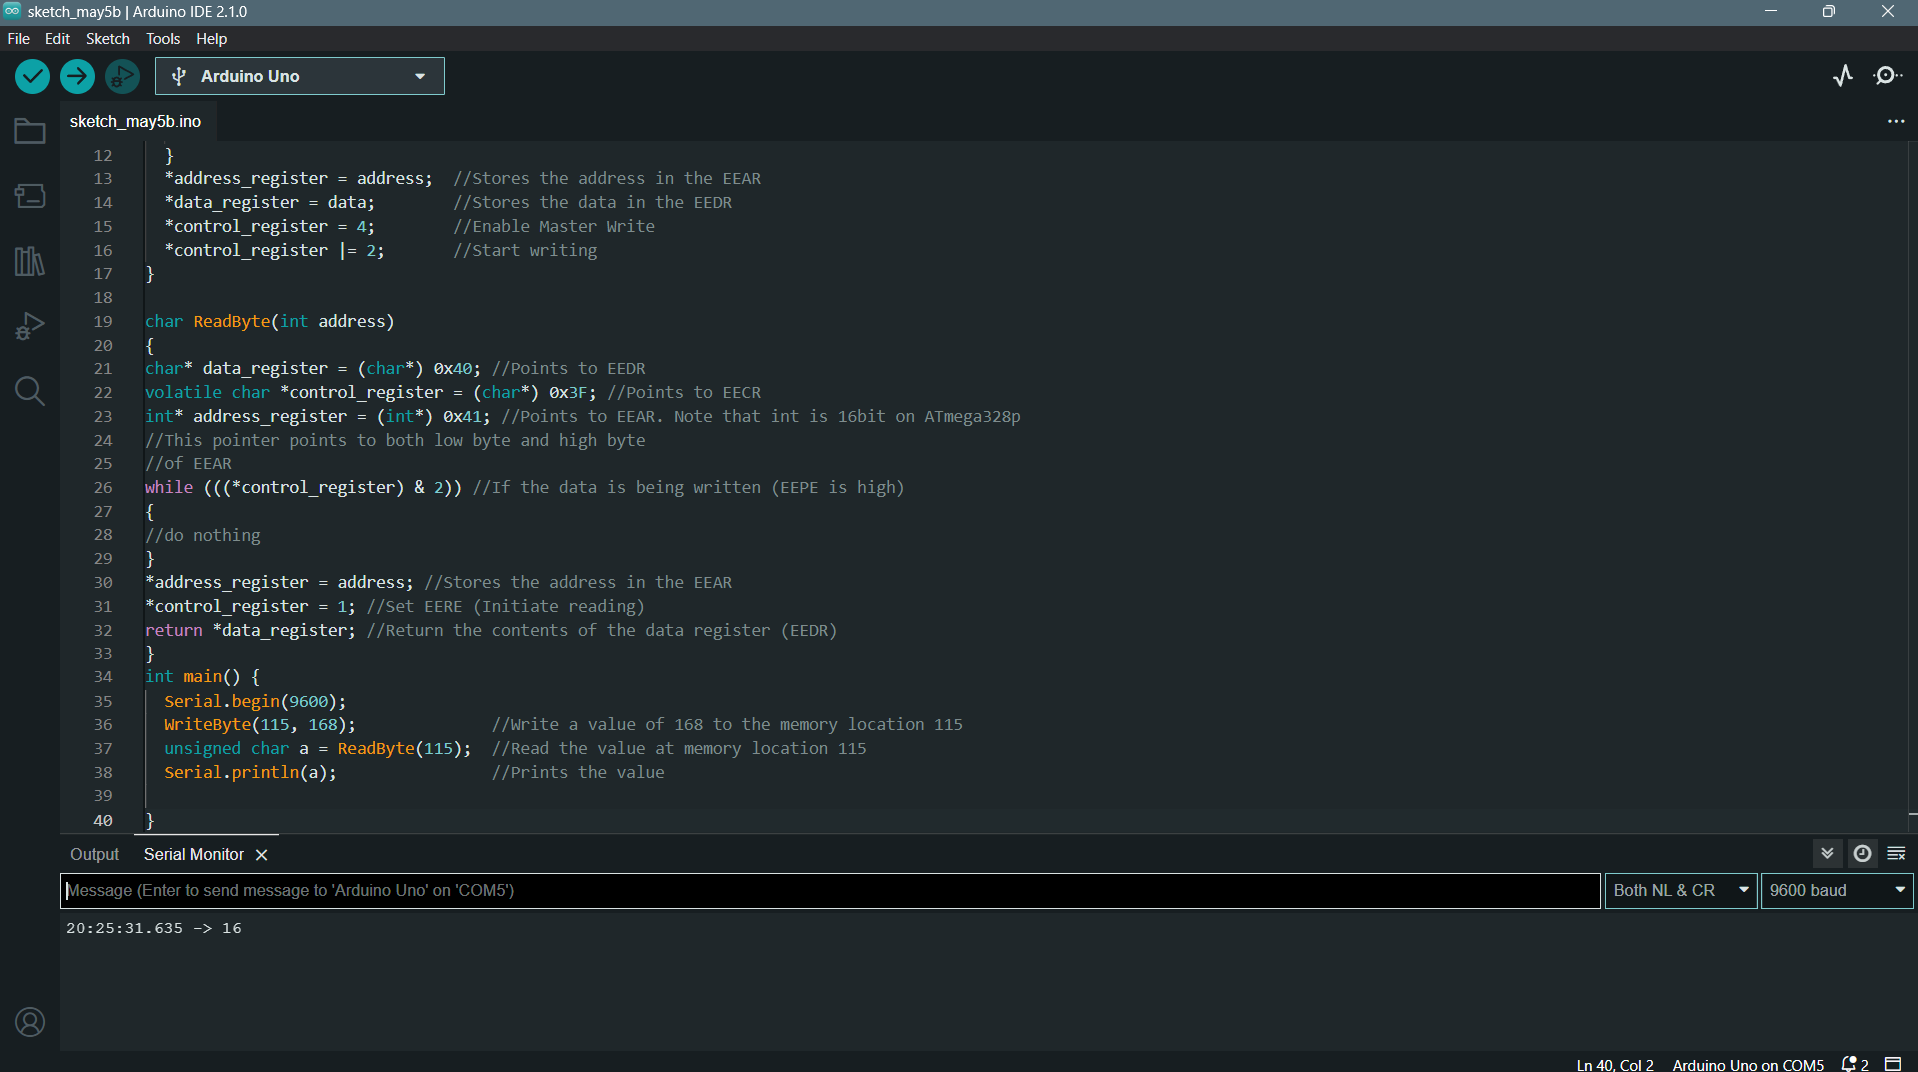 sketch_may5b | Arduino IDE 2.1.0
File Edit Sketch Tools Help
Arduino Uno
sketch_may5b.ino
12 }
13 *address_register = address; //Stores the address in the EEAR
14 *data_register = data; //Stores the data in the EEDR
15 *control_register = 4; //Enable Master Write
16 *control_register |= 2; //Start writing
17 }
18
19 char ReadByte(int address)
20 {
21 char* data_register = (char*) 0x40; //Points to EEDR
22 volatile char *control_register = (char*) 0x3F; //Points to EECR
23 int* address_register = (int*) 0x41; //Points to EEAR. Note that int is 16bit on ATmega328p
24 //This pointer points to both low byte and high byte
25 //of EEAR
26 while (((*control_register) & 2)) //If the data is being written (EEPE is high)
27 {
28 //do nothing
29 }
30 *address_register = address; //Stores the address in the EEAR
31 *control_register = 1; //Set EERE (Initiate reading)
32 return *data_register; //Return the contents of the data register (EEDR)
33 }
34 int main() {
35 Serial.begin(9600);
36 WriteByte(115, 168); //Write a value of 168 to the memory location 115
37 unsigned char a = ReadByte(115); //Read the value at memory location 115
38 Serial.println(a); //Prints the value
39
40 }
Output Serial Monitor
Message (Enter to send message to 'Arduino Uno' on 'COM5') Both NL & CR 9600 baud
20:25:31.635 -> 16
Ln 40, Col 2 Arduino Uno on COM5 2